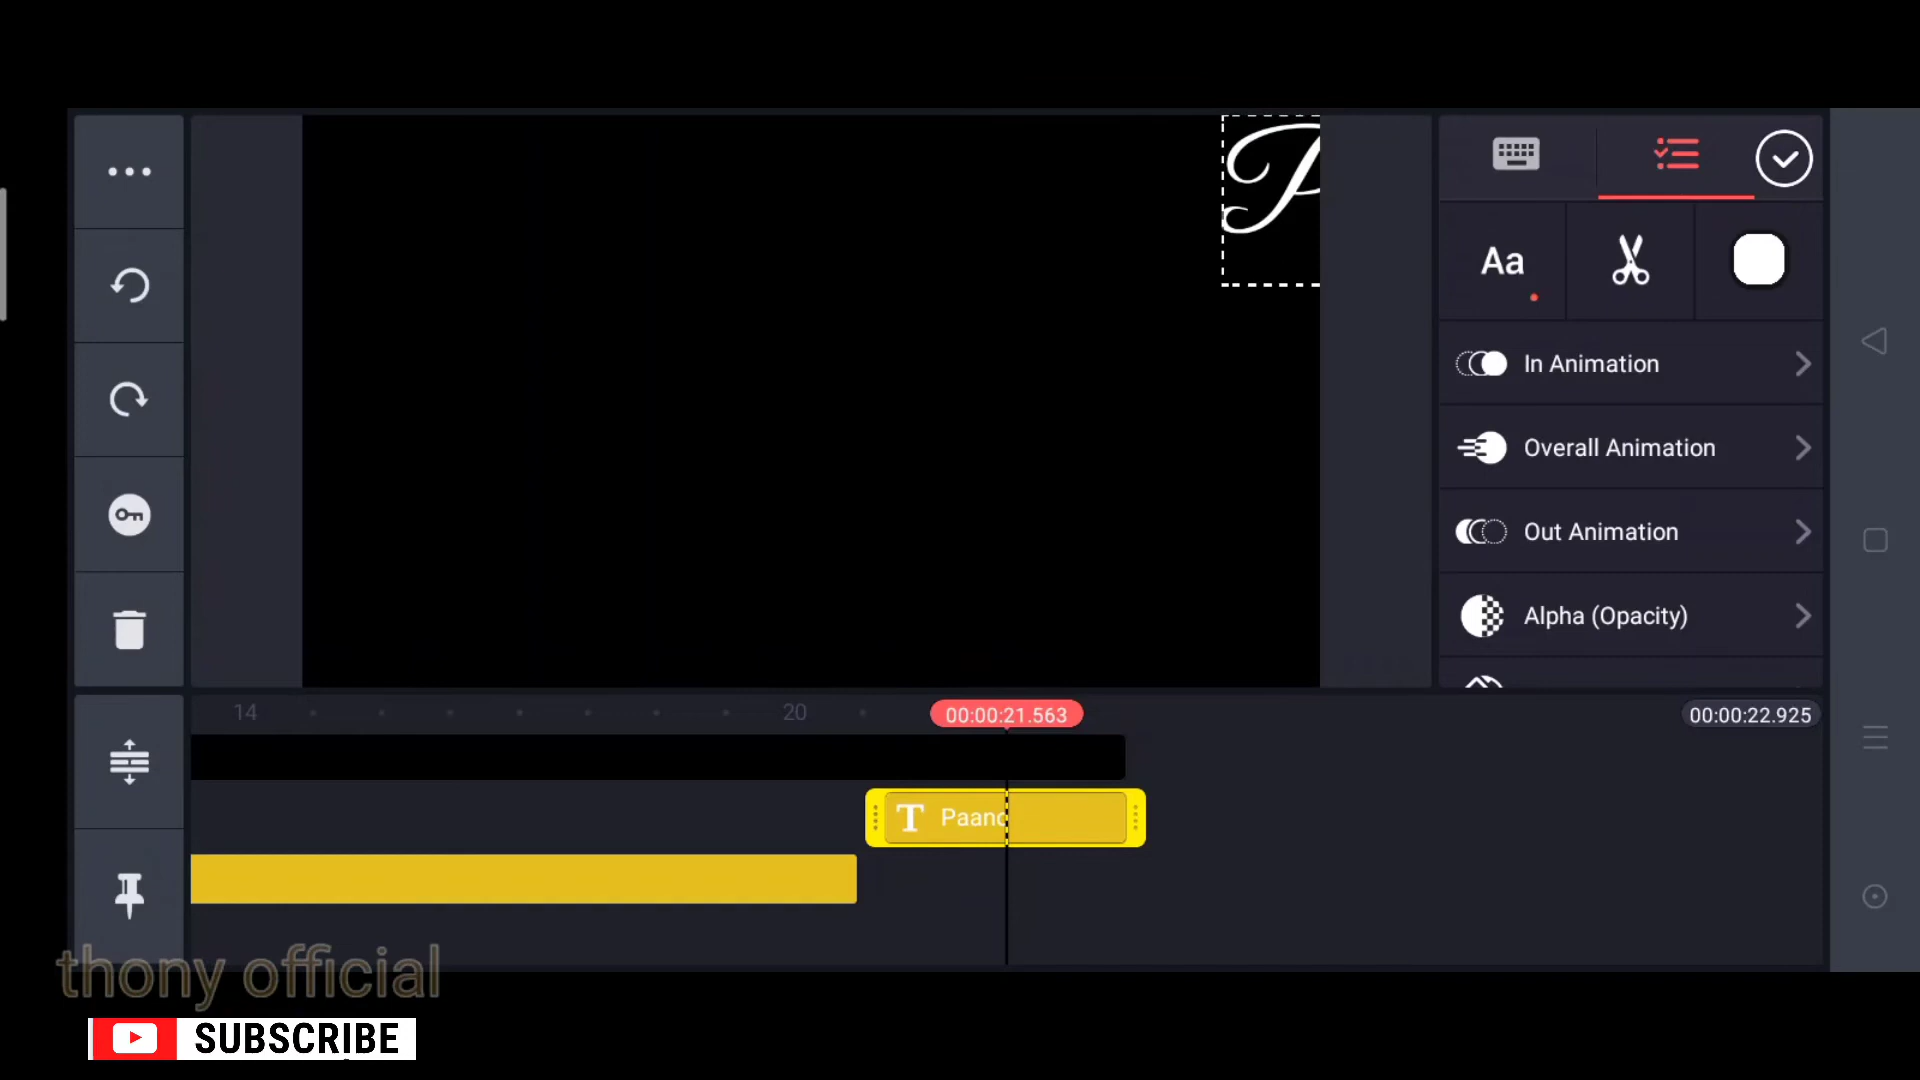 P
Aa
In Animation
Overall Animation
Out Animation
Alpha (Opacity)
14
20
00:00:21.563
00:00:22.925
T Paano
thony official
SUBSCRIBE